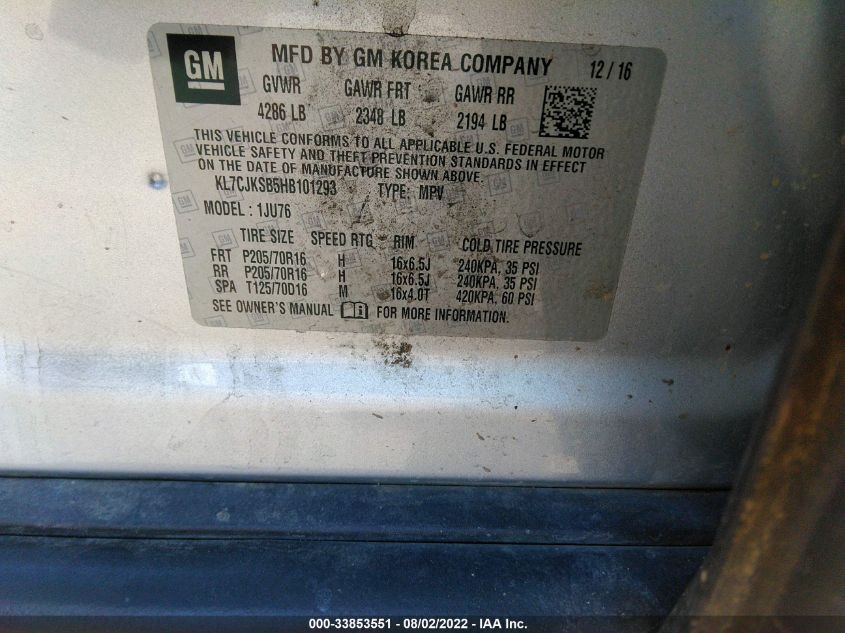 GM MFD BY GM KOREA COMPANY 12/16
GVWR GAWR FRT GAWR RR
4286 LB 2348 LB 2194 LB
THIS VEHICLE CONFORMS TO ALL APPLICABLE U.S. FEDERAL MOTOR
VEHICLE SAFETY AND THEFT PREVENTION STANDARDS IN EFFECT
ON THE DATE OF MANUFACTURE SHOWN ABOVE.
KL7CJKSB5HB101293 TYPE: MPV
MODEL: 1JU76
TIRE SIZE SPEED RTG RIM COLD TIRE PRESSURE
FRT P205/70R16 H 16x6.5J 240KPA, 35 PSI
RR P205/70R16 H 16x6.5J 240KPA, 35 PSI
SPA T125/70D16 M 16x4.0T 420KPA, 60 PSI
SEE OWNER'S MANUAL FOR MORE INFORMATION.
000-33853551 - 08/02/2022 - IAA Inc.